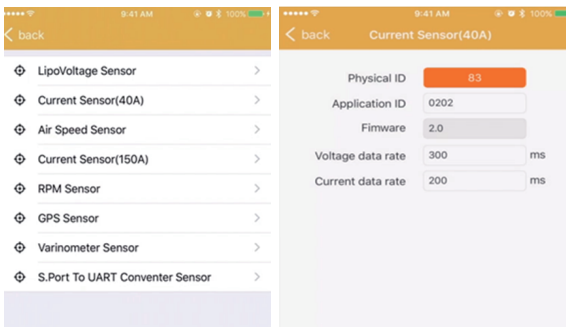 9:41 AM
100%
back
LipoVoltage Sensor
Current Sensor(40A)
Air Speed Sensor
Current Sensor(150A)
RPM Sensor
GPS Sensor
Varinometer Sensor
S.Port To UART Conventer Sensor
9:41 AM
100%
back
Current Sensor(40A)
Physical ID 83
Application ID 0202
Fimware 2.0
Voltage data rate 300 ms
Current data rate 200 ms